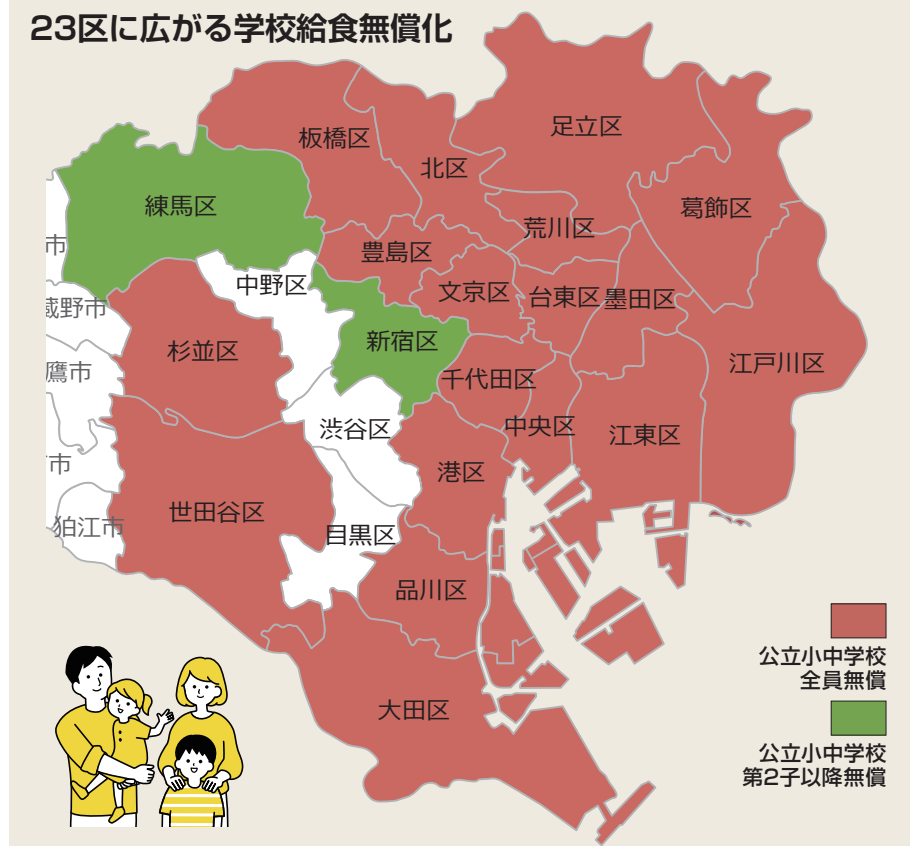 23区に広がる学校給食無償化
足立区
板橋区
北区
練馬区
葛飾区
荒川区
市
豊島区
中野区
文京区
台東区
墨田区
蔵野市
新宿区
杉並区
江戸川区
鷹市
千代田区
渋谷区
中央区
江東区
市
港区
世田谷区
狛江市
目黒区
品川区
大田区
公立小中学校
全員無償
公立小中学校
第2子以降無償